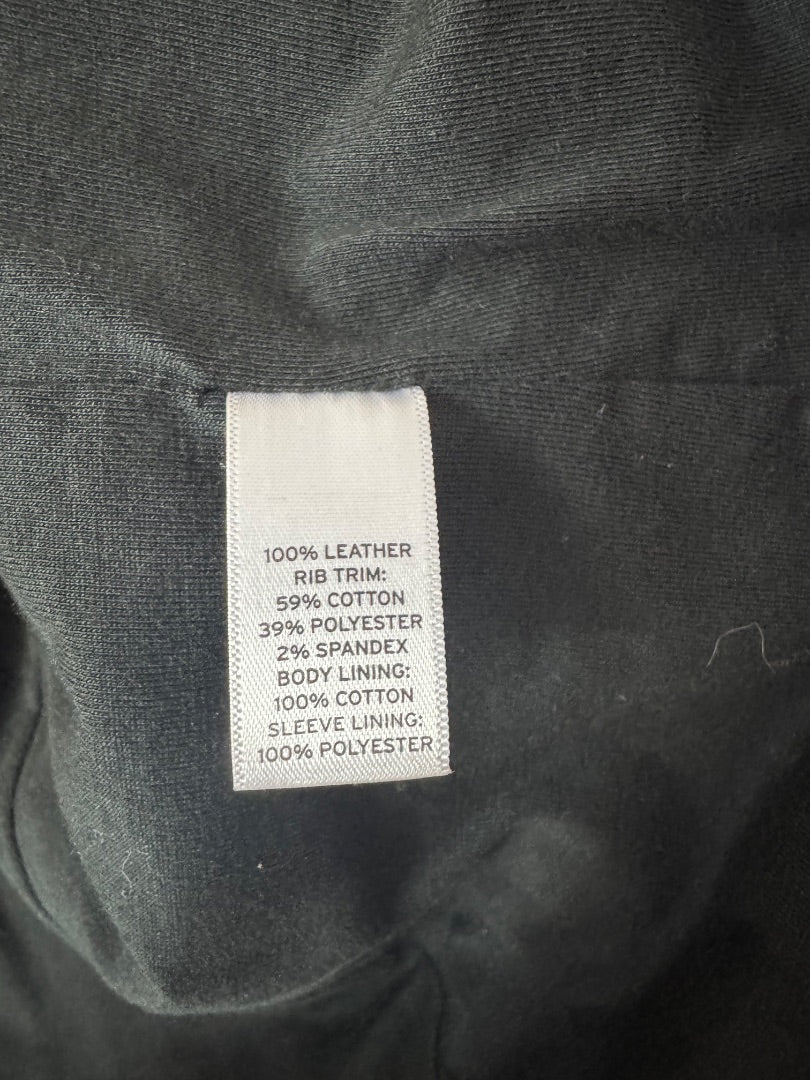 100% LEATHER
RIB TRIM:
59% COTTON
39% POLYESTER
2% SPANDEX
BODY LINING:
100% COTTON
SLEEVE LINING:
100% POLYESTER